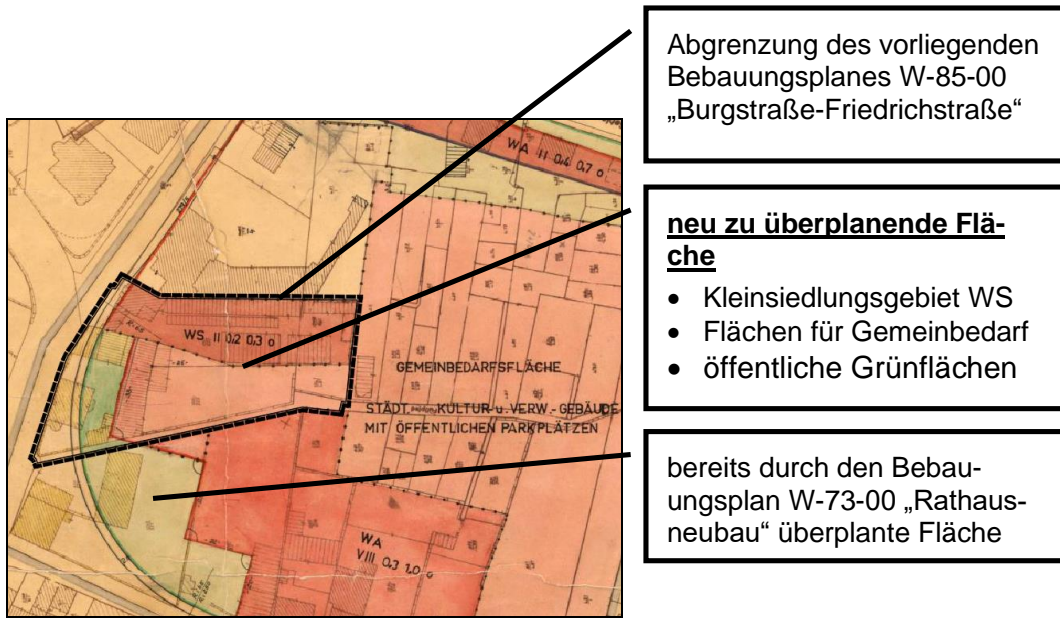 Abgrenzung des vorliegenden
Bebauungsplanes W-85-00
„Burgstraße-Friedrichstraße“
neu zu überplanende Flä-
che
• Kleinsiedlungsgebiet WS
• Flächen für Gemeinbedarf
• öffentliche Grünflächen
bereits durch den Bebau-
ungsplan W-73-00 „Rathaus-
neubau“ überplante Fläche
WA II 0,4 0,7 o
WS II 0,2 0,3 o
GEMEINBEDARFSFLÄCHE
STÄDT. KULTUR- u. VERW.-GEBÄUDE
MIT ÖFFENTLICHEN PARKPLÄTZEN
WA
VIII 0,3 1,0 o